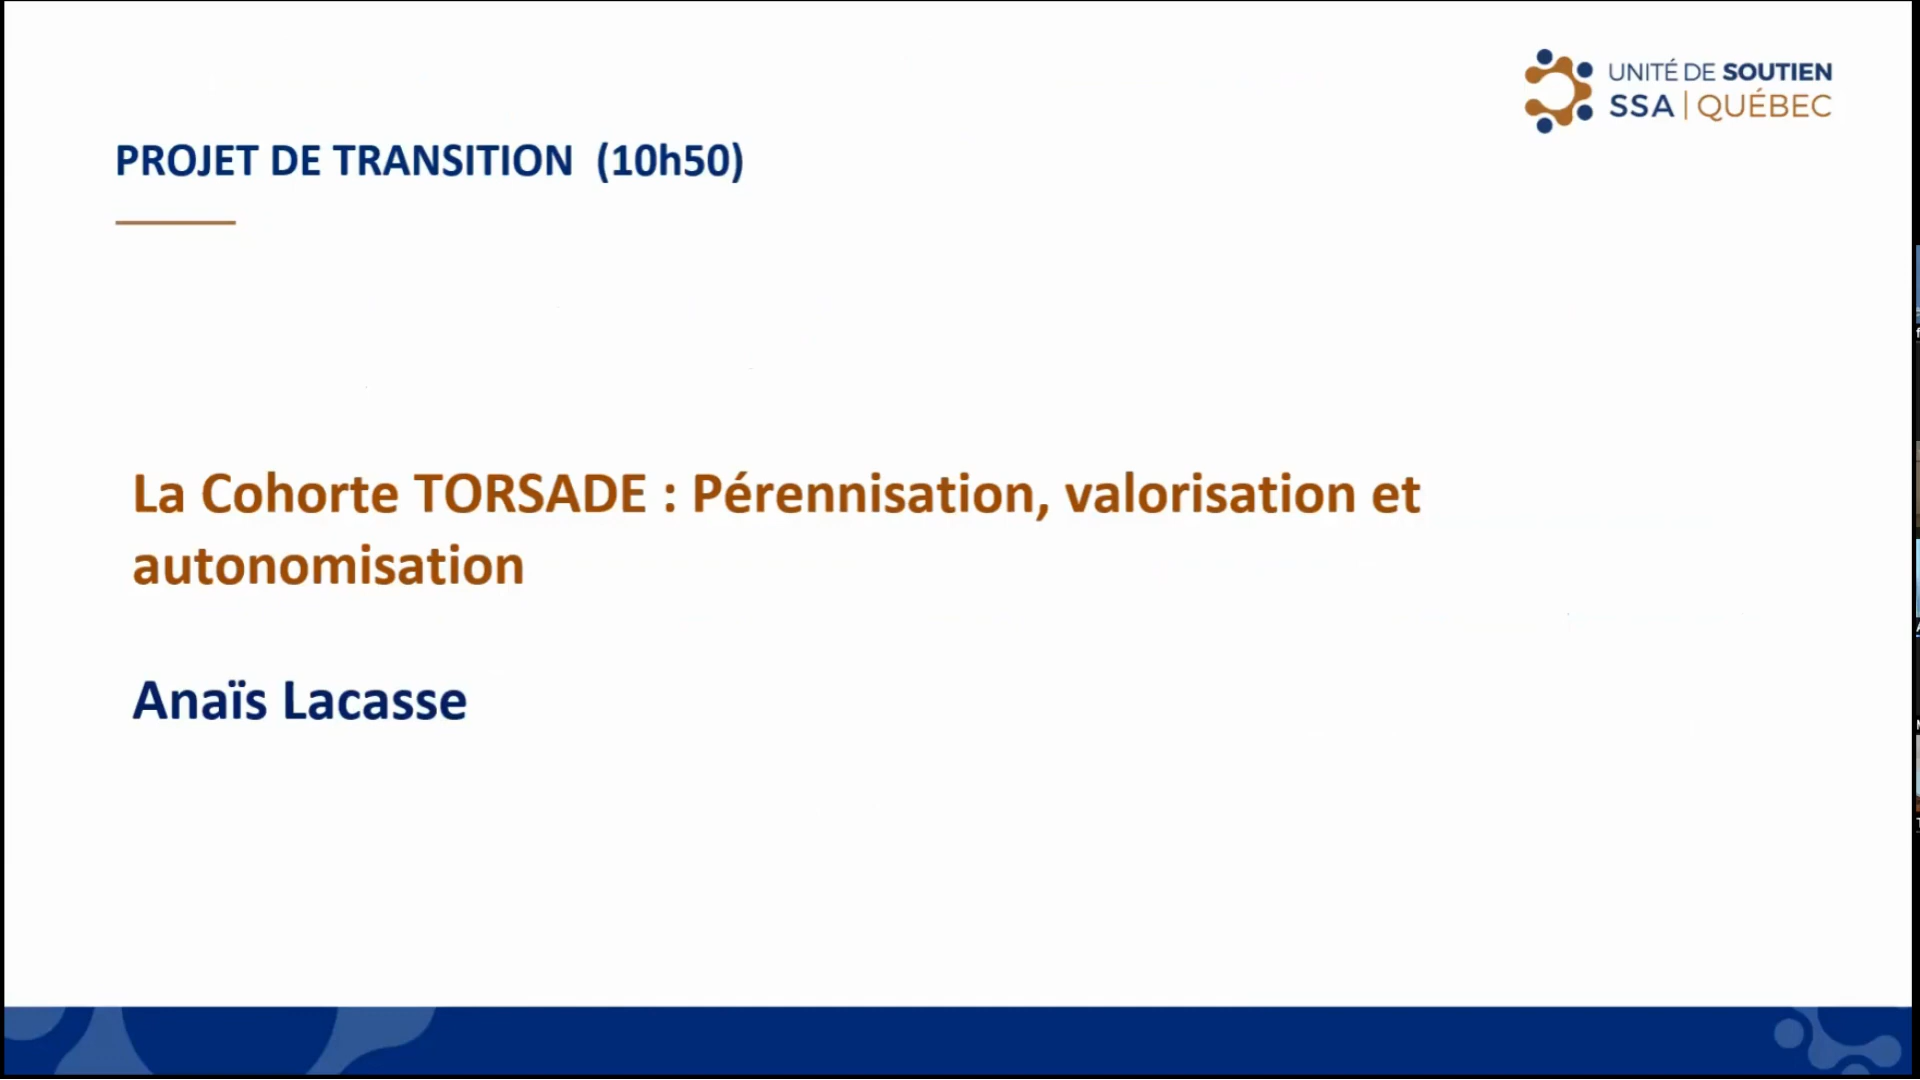 UNITÉ DE SOUTIEN
SSA | QUÉBEC
PROJET DE TRANSITION (10h50)
La Cohorte TORSADE : Pérennisation, valorisation et
autonomisation
Anaïs Lacasse